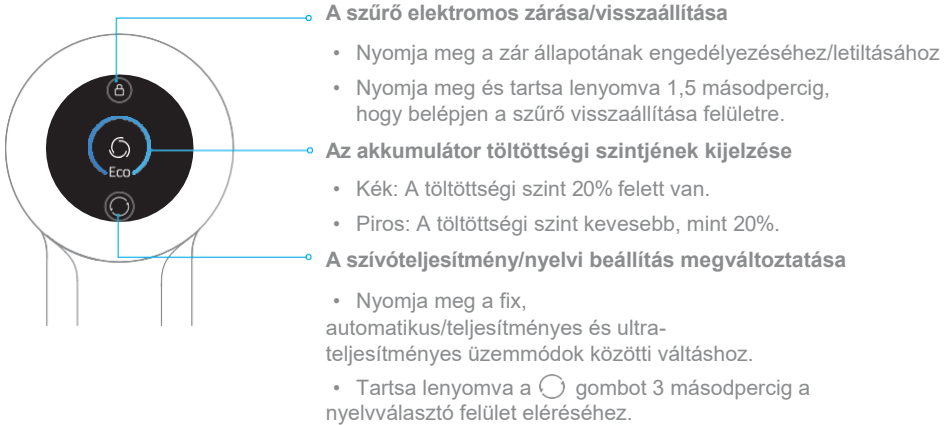 A szűrő elektromos zárása/visszaállítása
• Nyomja meg a zár állapotának engedélyezéséhez/letiltásához
• Nyomja meg és tartsa lenyomva 1,5 másodpercig,
hogy belépjen a szűrő visszaállítása felületre.
Az akkumulátor töltöttségi szintjének kijelzése
• Kék: A töltöttségi szint 20% felett van.
• Piros: A töltöttségi szint kevesebb, mint 20%.
A szívóteljesítmény/nyelvi beállítás megváltoztatása
• Nyomja meg a fix,
automatikus/teljesítményes és ultra-
teljesítményes üzemmódok közötti váltáshoz.
• Tartsa lenyomva a gombot 3 másodpercig a
nyelvválasztó felület eléréséhez.
Eco